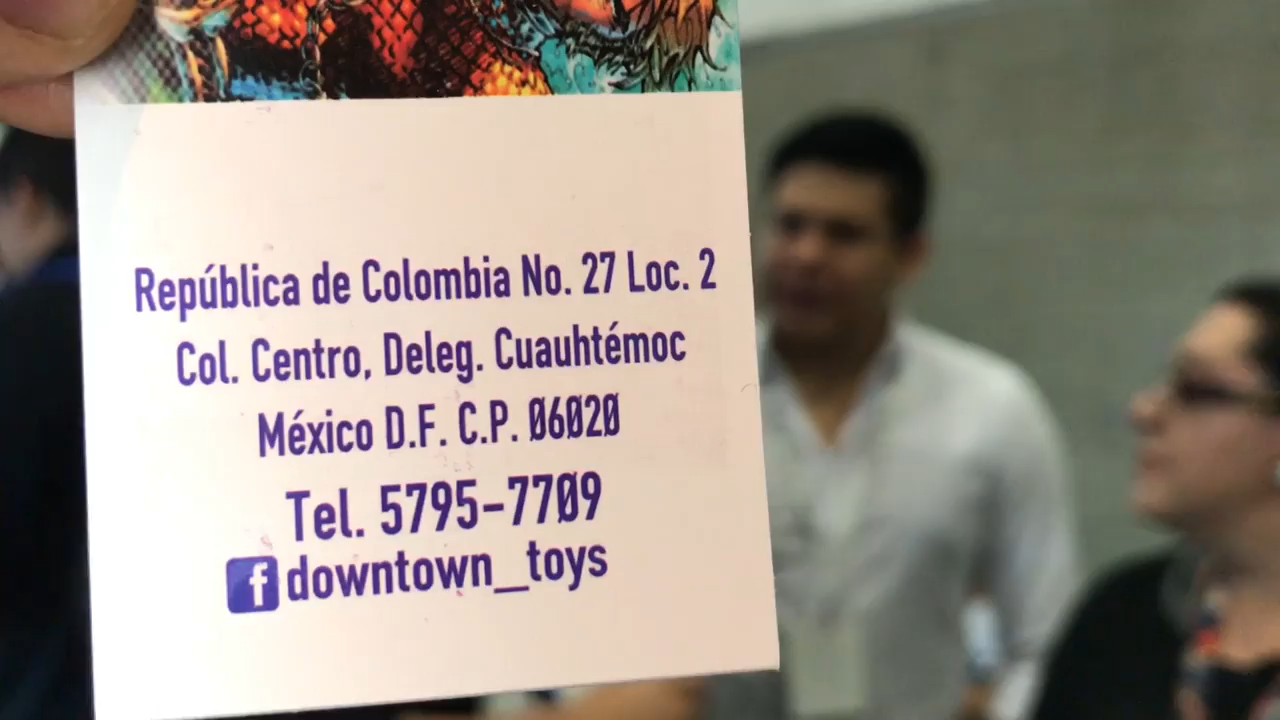 República de Colombia No. 27 Loc. 2
Col. Centro, Deleg. Cuauhtémoc
México D.F. C.P. 06020
Tel. 5795-7709
f downtown_toys